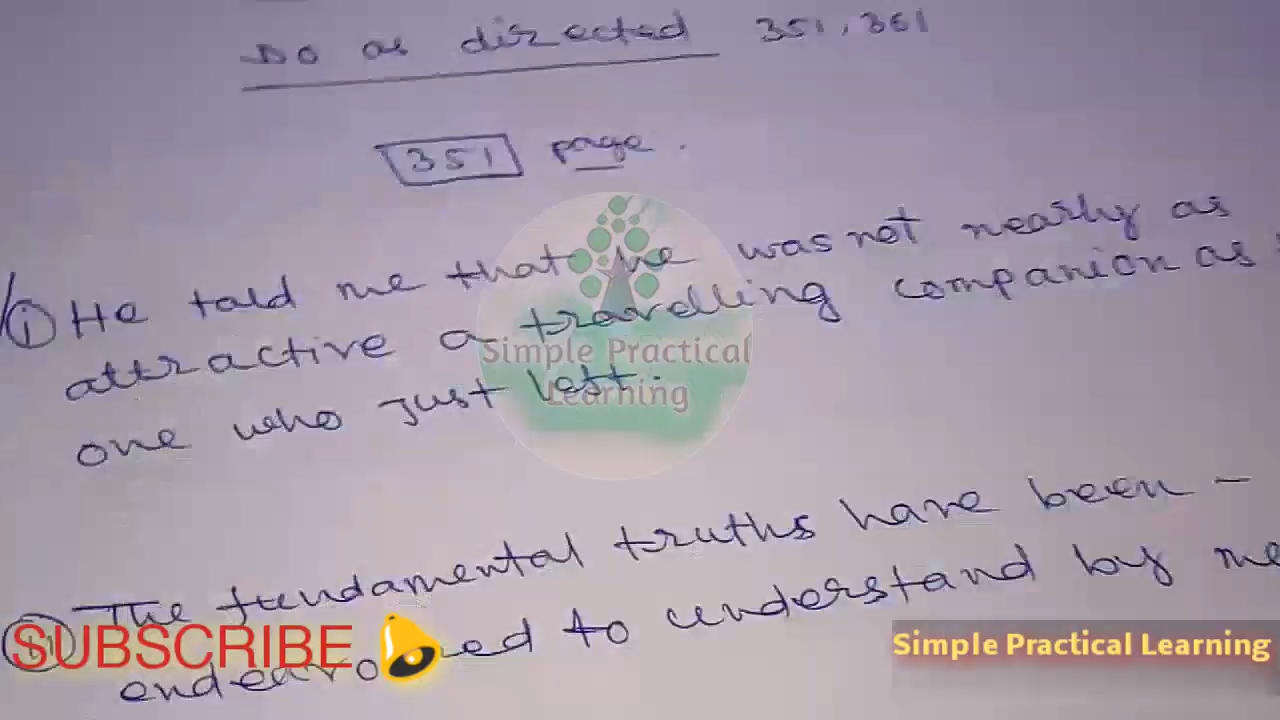 Do as directed 351, 361
351 page.
(i) He told me that he was not nearly as
attractive a travelling companion as
one who just left.
Simple Practical
Learning
(ii) The fundamental truths have been -
to understand by me
SUBSCRIBE
Simple Practical Learning